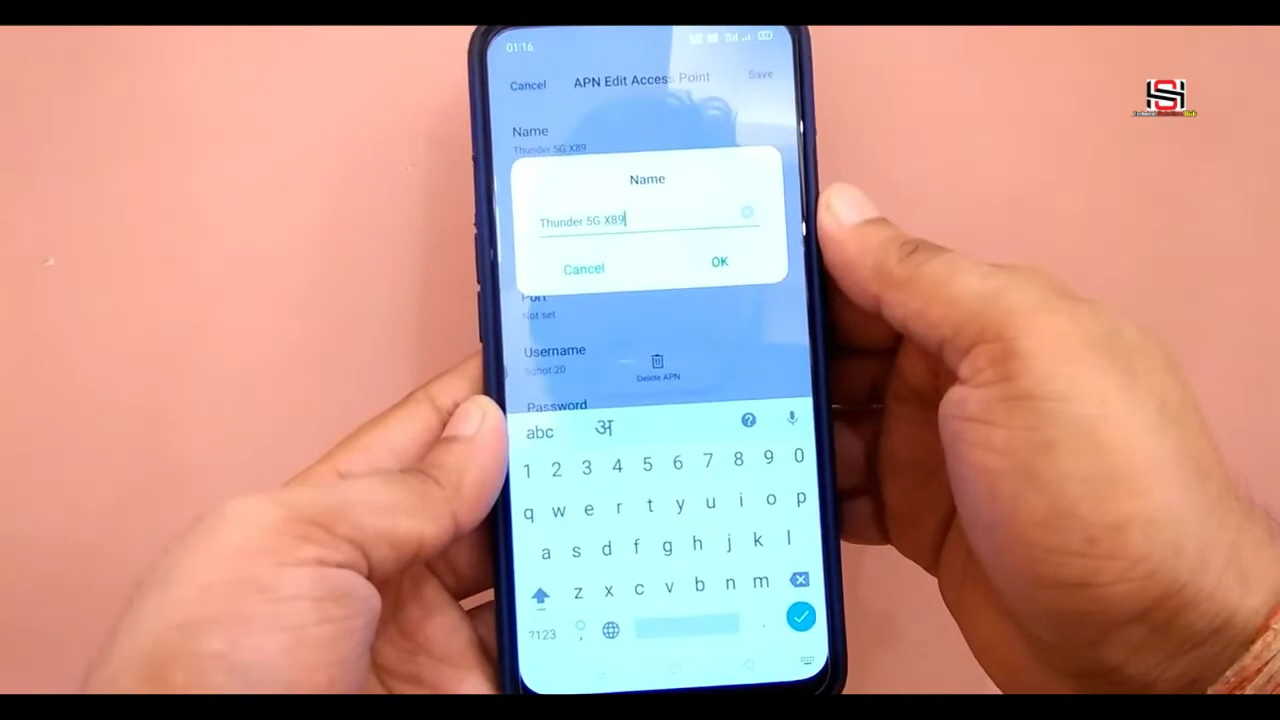 01:16
Cancel APN Edit Access Point Save
Name
Thunder 5G X89
Name
Thunder 5G X89
Cancel OK
Port
Not set
Username
Delete APN
Password
abc अ
1 2 3 4 5 6 7 8 9 0
q w e r t y u i o p
a s d f g h j k l
z x c v b n m
?123 , .
SH